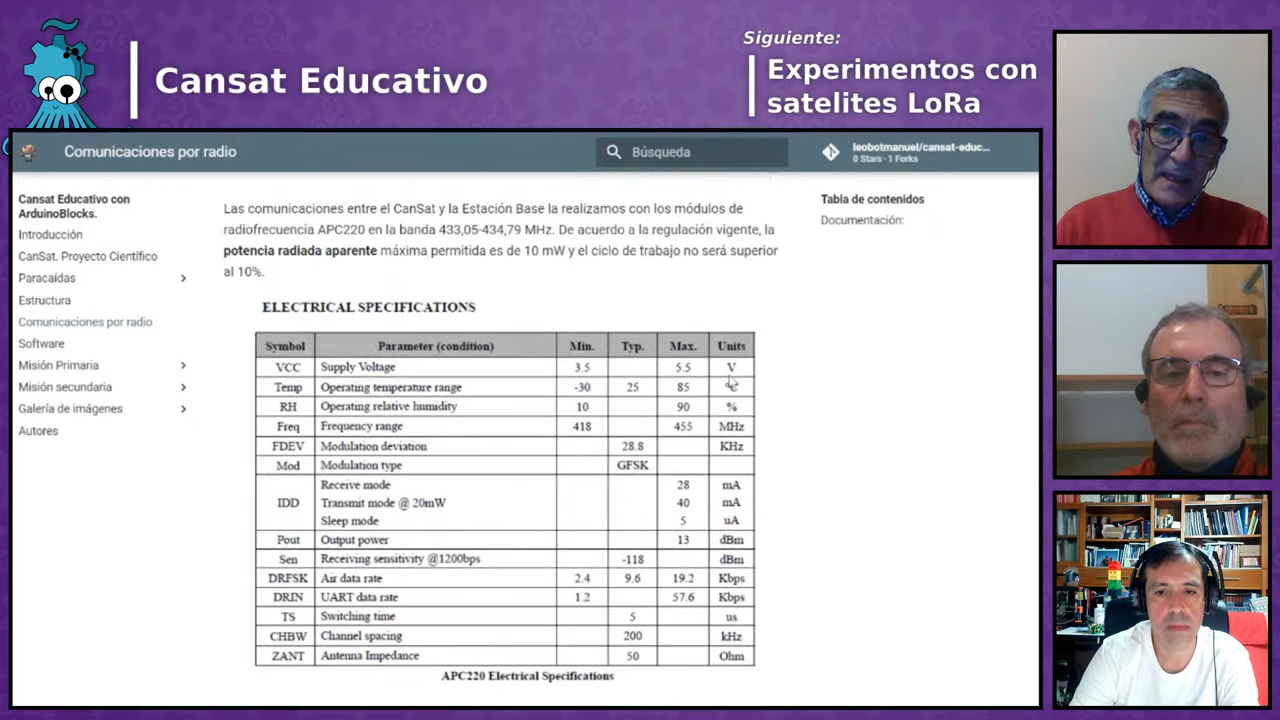 Cansat Educativo
Siguiente:
Experimentos con
satelites LoRa
Comunicaciones por radio
Búsqueda
leobotmanuel/cansat-educ...
0 Stars · 1 Forks
Cansat Educativo con
ArduinoBlocks.
Introducción
CanSat. Proyecto Científico
Paracaídas
Estructura
Comunicaciones por radio
Software
Misión Primaria
Misión secundaria
Galería de imágenes
Autores
Las comunicaciones entre el CanSat y la Estación Base la realizamos con los módulos de
radiofrecuencia APC220 en la banda 433,05-434,79 MHz. De acuerdo a la regulación vigente, la
potencia radiada aparente máxima permitida es de 10 mW y el ciclo de trabajo no será superior
al 10%.
ELECTRICAL SPECIFICATIONS
Symbol Parameter (condition) Min. Typ. Max. Units
VCC Supply Voltage 3.5 5.5 V
Temp Operating temperature range -30 25 85 °C
RH Operating relative humidity 10 90 %
Freq Frequency range 418 455 MHz
FDEV Modulation deviation 28.8 KHz
Mod Modulation type GFSK
Receive mode 28 mA
IDD Transmit mode @ 20mW 40 mA
Sleep mode 5 uA
Pout Output power 13 dBm
Sen Receiving sensitivity @1200bps -118 dBm
DRFSK Air data rate 2.4 9.6 19.2 Kbps
DRIN UART data rate 1.2 57.6 Kbps
TS Switching time 5 us
CHBW Channel spacing 200 kHz
ZANT Antenna Impedance 50 Ohm
APC220 Electrical Specifications
Tabla de contenidos
Documentación: